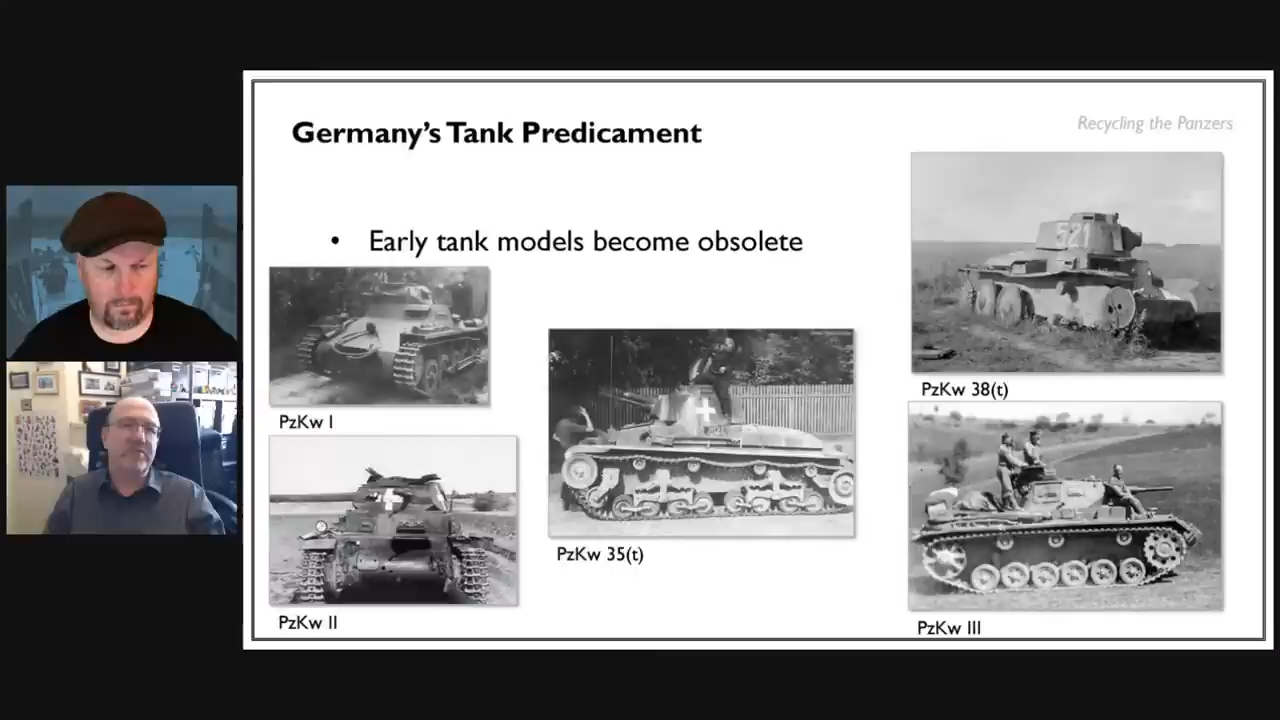 Germany's Tank Predicament
Recycling the Panzers
• Early tank models become obsolete
PzKw I
PzKw II
PzKw 35(t)
521
PzKw 38(t)
PzKw III